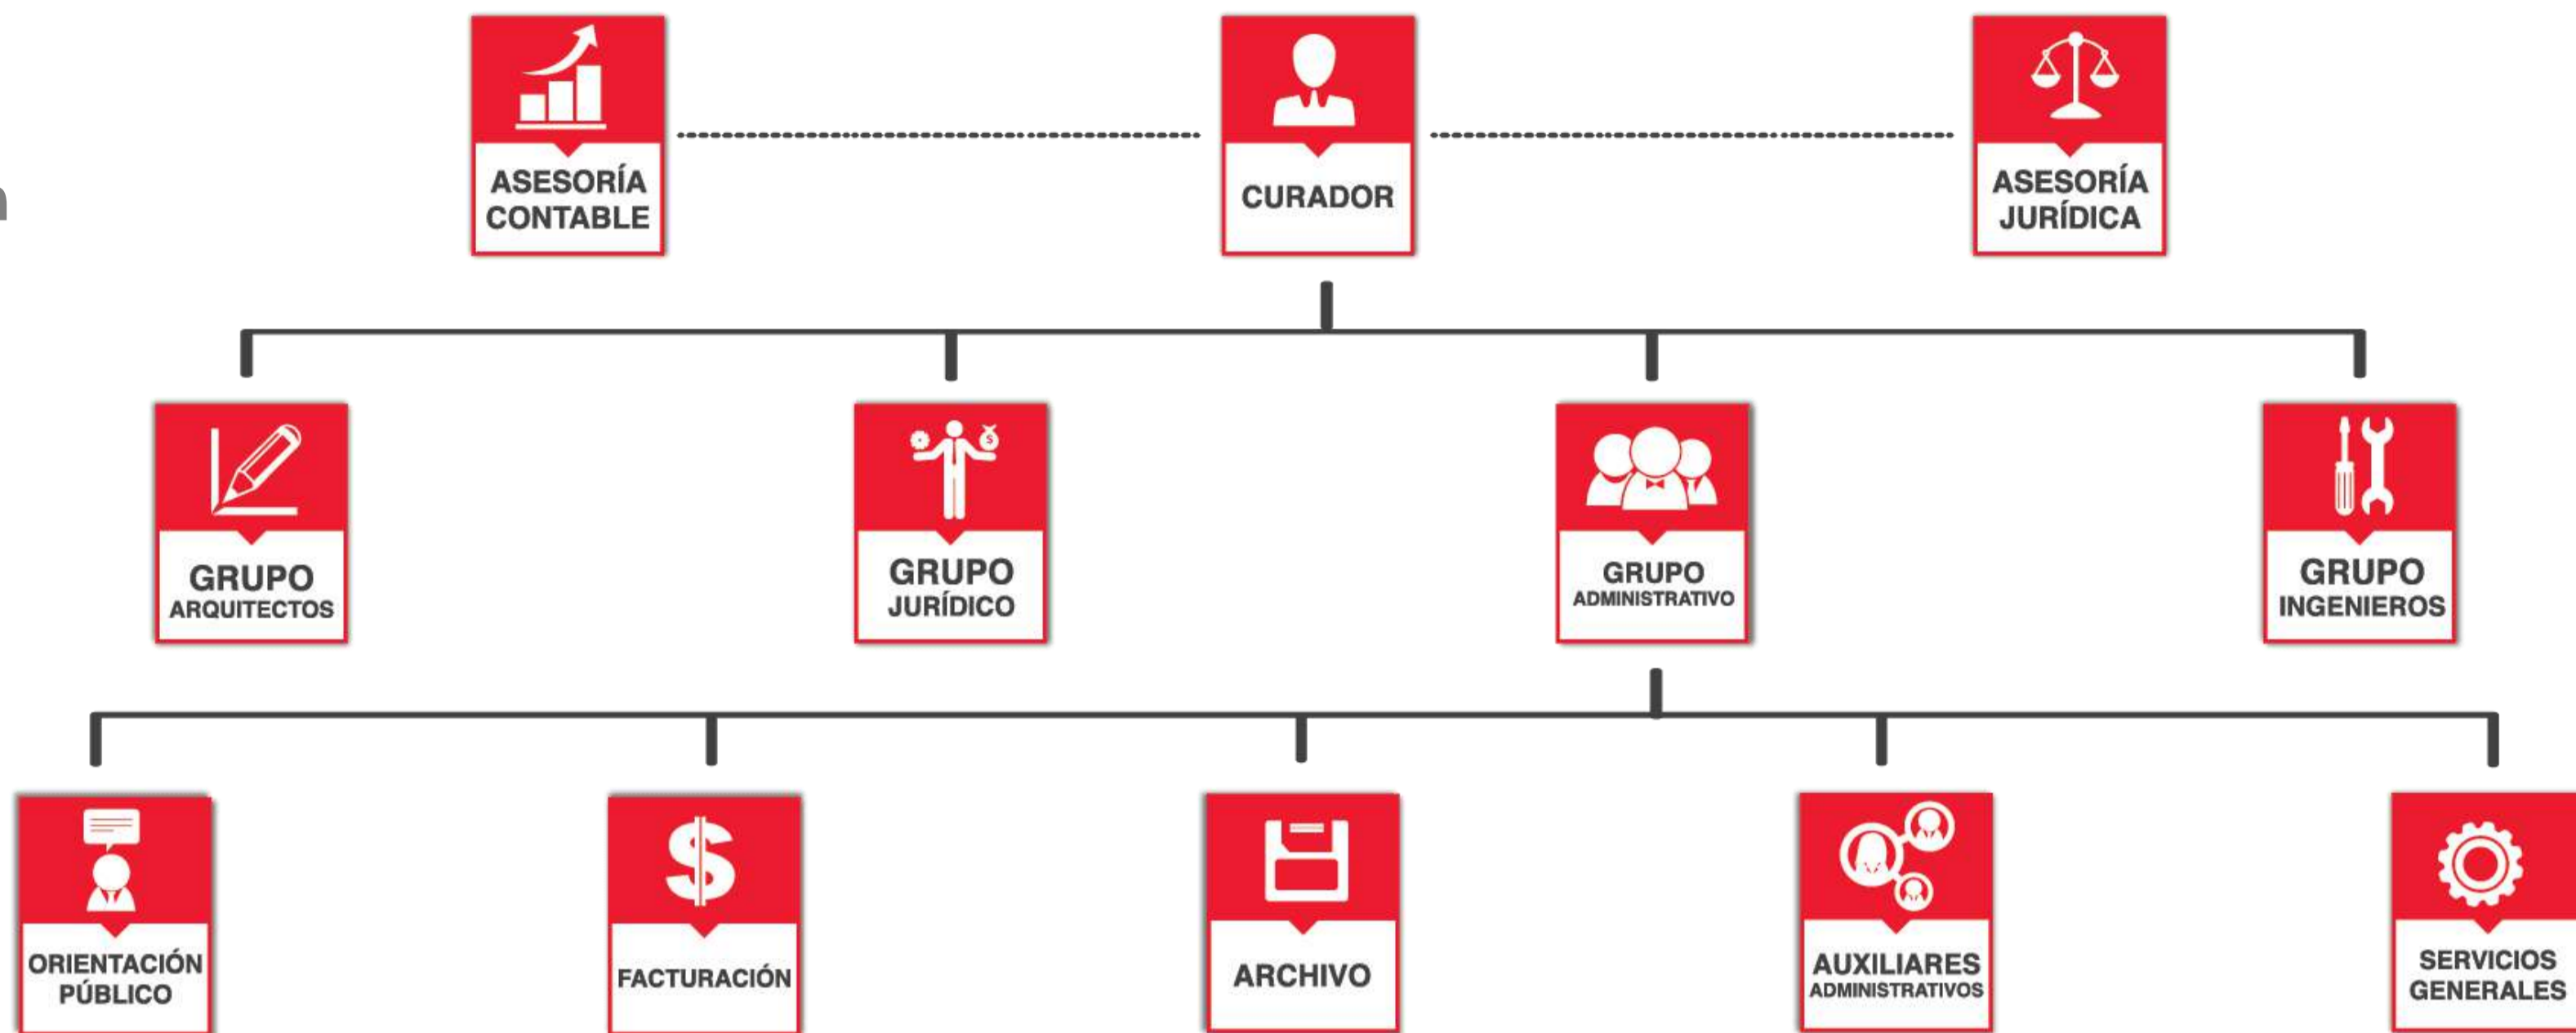 ASESORÍA
CONTABLE
CURADOR
ASESORÍA
JURÍDICA
GRUPO
ARQUITECTOS
GRUPO
JURÍDICO
GRUPO
ADMINISTRATIVO
GRUPO
INGENIEROS
ORIENTACIÓN
PÚBLICO
FACTURACIÓN
ARCHIVO
AUXILIARES
ADMINISTRATIVOS
SERVICIOS
GENERALES